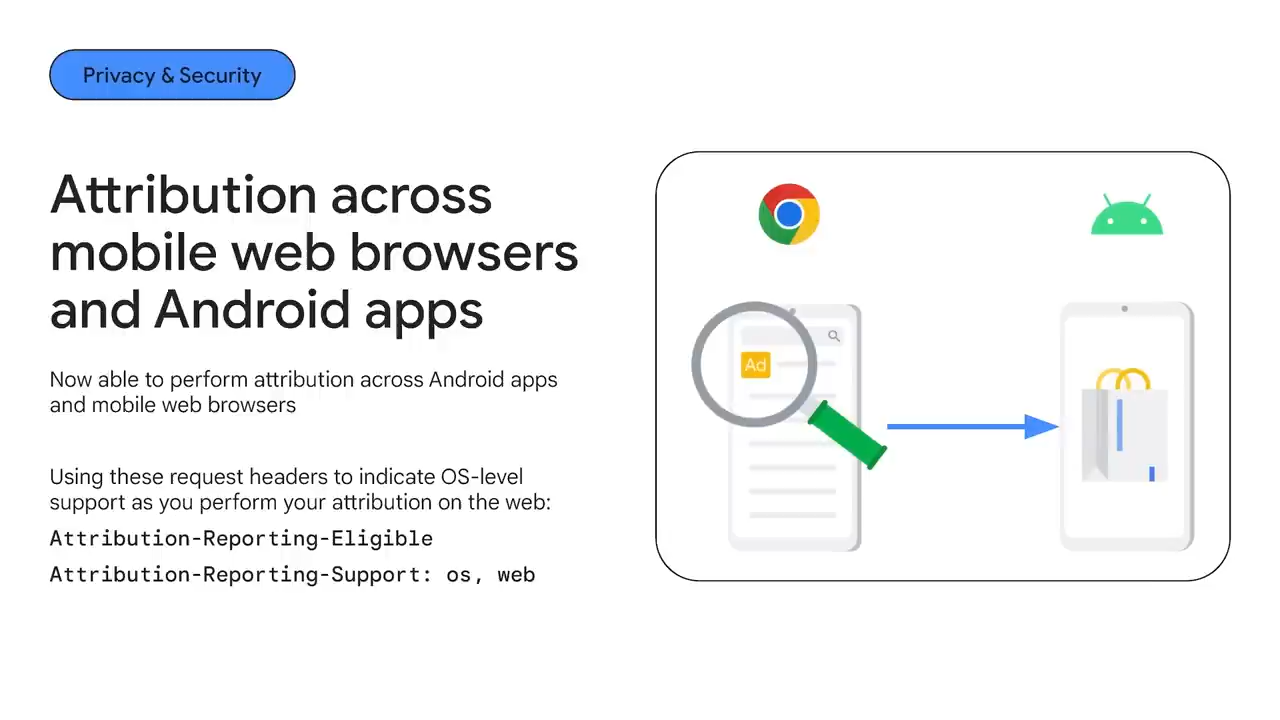 Privacy & Security
Attribution across
mobile web browsers
and Android apps
Now able to perform attribution across Android apps
and mobile web browsers
Using these request headers to indicate OS-level
support as you perform your attribution on the web:
Attribution-Reporting-Eligible
Attribution-Reporting-Support: os, web
Ad